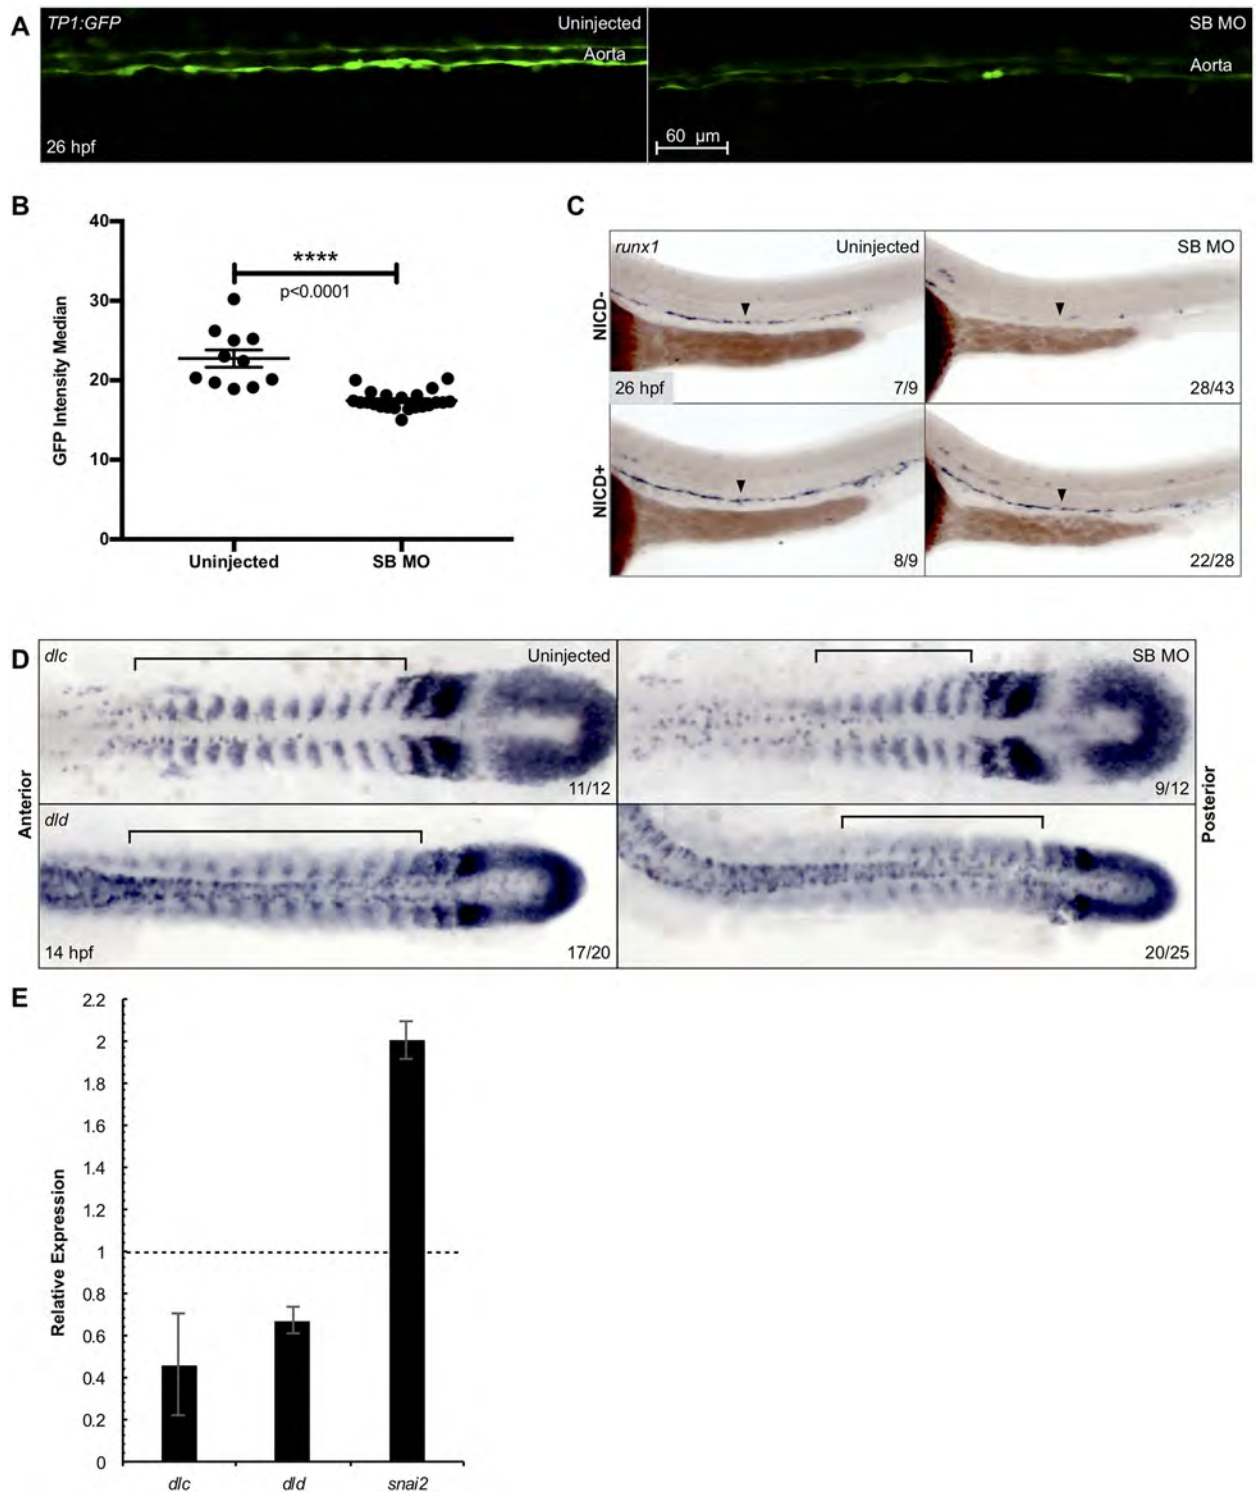 A
TP1:GFP
Uninjected
SB MO
Aorta
Aorta
26 hpf
60 µm
B
C
40
30
20
10
0
GFP Intensity Median
****
p<0.0001
Uninjected
SB MO
runx1
Uninjected
SB MO
NICD-
26 hpf
7/9
28/43
NICD+
8/9
22/28
D
dlc
Uninjected
SB MO
11/12
9/12
Anterior
Posterior
dld
14 hpf
17/20
20/25
E
2.2
2
1.8
1.6
1.4
1.2
1
0.8
0.6
0.4
0.2
0
Relative Expression
dlc
dld
snai2